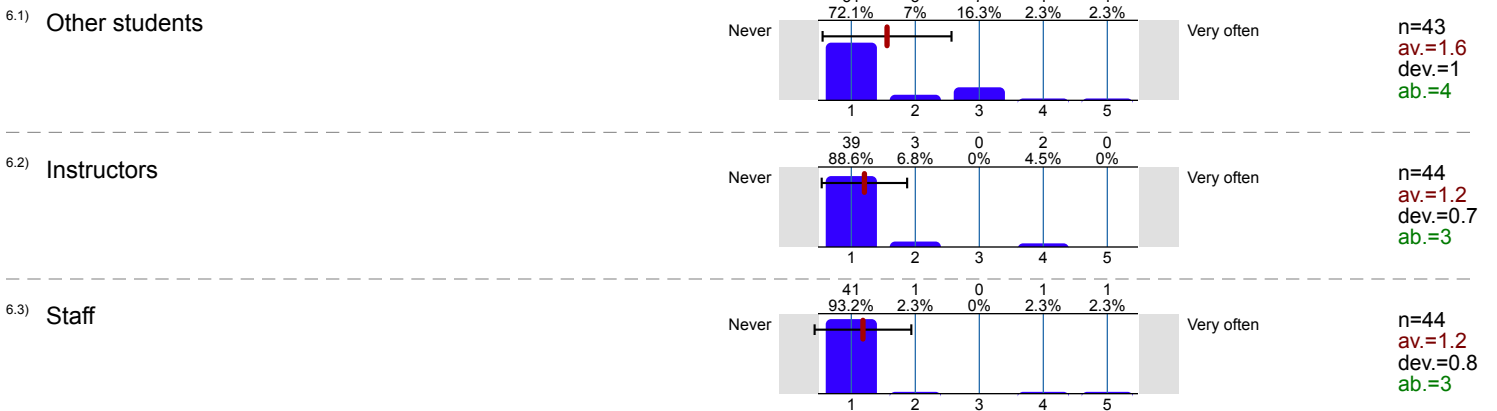 6.1) Other students
72.1% 7% 16.3% 2.3% 2.3%
Never Very often
1 2 3 4 5
n=43
av.=1.6
dev.=1
ab.=4
6.2) Instructors
39 3 0 2 0
88.6% 6.8% 0% 4.5% 0%
Never Very often
1 2 3 4 5
n=44
av.=1.2
dev.=0.7
ab.=3
6.3) Staff
41 1 0 1 1
93.2% 2.3% 0% 2.3% 2.3%
Never Very often
1 2 3 4 5
n=44
av.=1.2
dev.=0.8
ab.=3